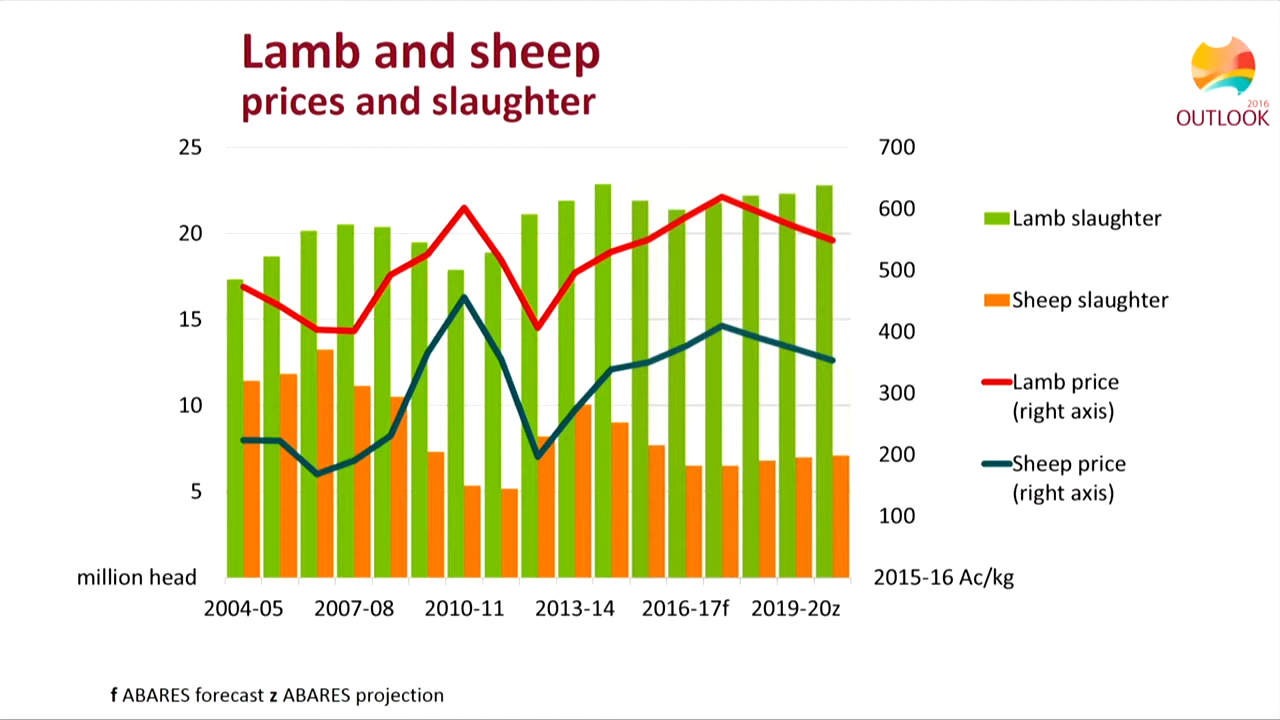 Lamb and sheep
prices and slaughter
2016
OUTLOOK
25
20
15
10
5
million head
700
600
500
400
300
200
100
2015-16 Ac/kg
2004-05
2007-08
2010-11
2013-14
2016-17f
2019-20z
Lamb slaughter
Sheep slaughter
Lamb price
(right axis)
Sheep price
(right axis)
f ABARES forecast z ABARES projection